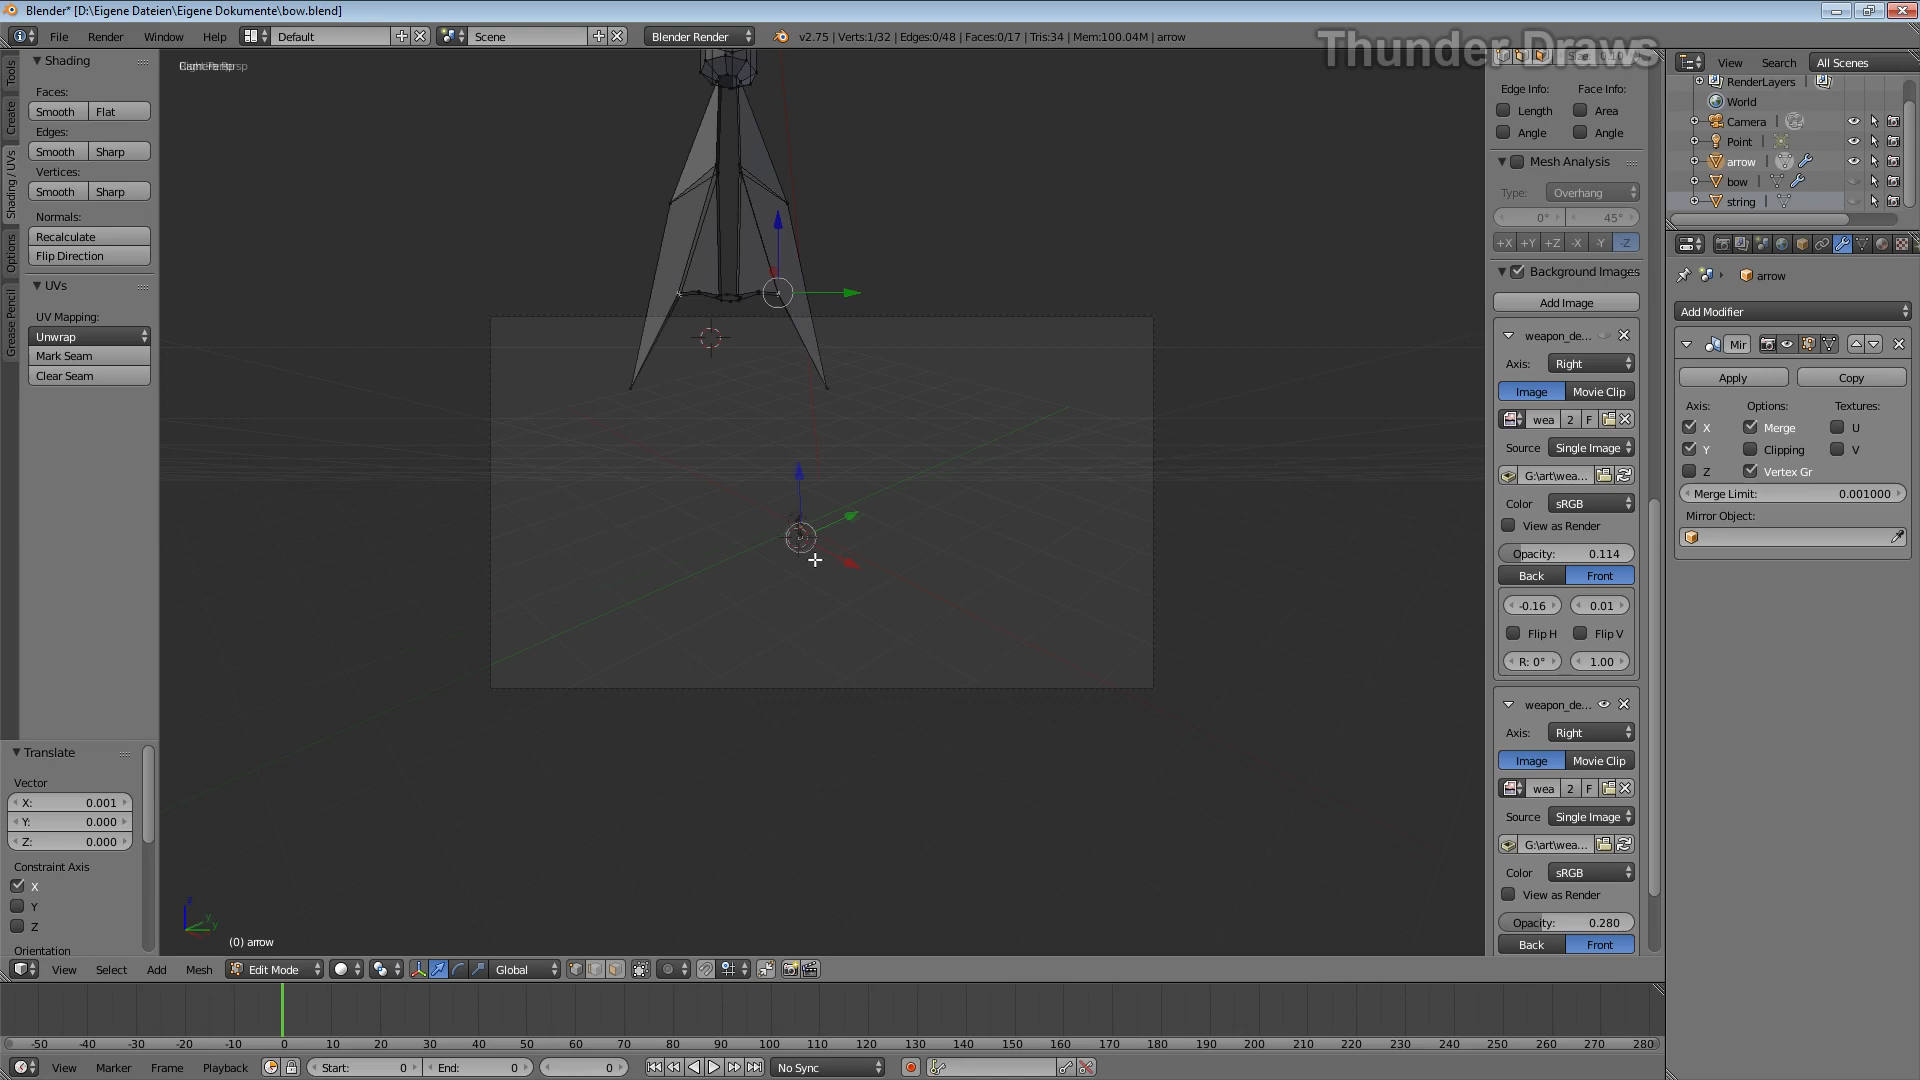 Blender* [D:\Eigene Dateien\Eigene Dokumente\bow.blend]
File Render Window Help Default Scene Blender Render v2.75 | Verts:1/32 | Edges:0/48 | Faces:0/17 | Tris:34 | Mem:100.04M | arrow
Thunder Draws
Tools
Create
Shading / UVs
Options
Grease Pencil
Shading
Faces:
Smooth Flat
Edges:
Smooth Sharp
Vertices:
Smooth Sharp
Normals:
Recalculate
Flip Direction
UVs
UV Mapping:
Unwrap
Mark Seam
Clear Seam
Translate
Vector
X: 0.001
Y: 0.000
Z: 0.000
Constraint Axis
X
Y
Z
Orientation
(0) arrow
Edge Info: Face Info:
Length Area
Angle Angle
Mesh Analysis
Type: Overhang
0° 45°
+X +Y +Z -X -Y -Z
Background Images
Add Image
weapon_de...
Axis: Right
Image Movie Clip
wea 2 F
Source Single Image
G:\art\wea...
Color sRGB
View as Render
Opacity: 0.114
Back Front
-0.16 0.01
Flip H Flip V
R: 0° 1.00
weapon_de...
Axis: Right
Image Movie Clip
wea 2 F
Source Single Image
G:\art\wea...
Color sRGB
View as Render
Opacity: 0.280
Back Front
View Search All Scenes
RenderLayers
World
Camera
Point
arrow
bow
string
arrow
Add Modifier
Mir
Apply Copy
Axis: Options: Textures:
X Merge U
Y Clipping V
Z Vertex Gr
Merge Limit: 0.001000
Mirror Object:
View Select Add Mesh Edit Mode Global
-50 -40 -30 -20 -10 0 10 20 30 40 50 60 70 80 90 100 110 120 130 140 150 160 170 180 190 200 210 220 230 240 250 260 270 280
View Marker Frame Playback Start: 0 End: 0 0 No Sync